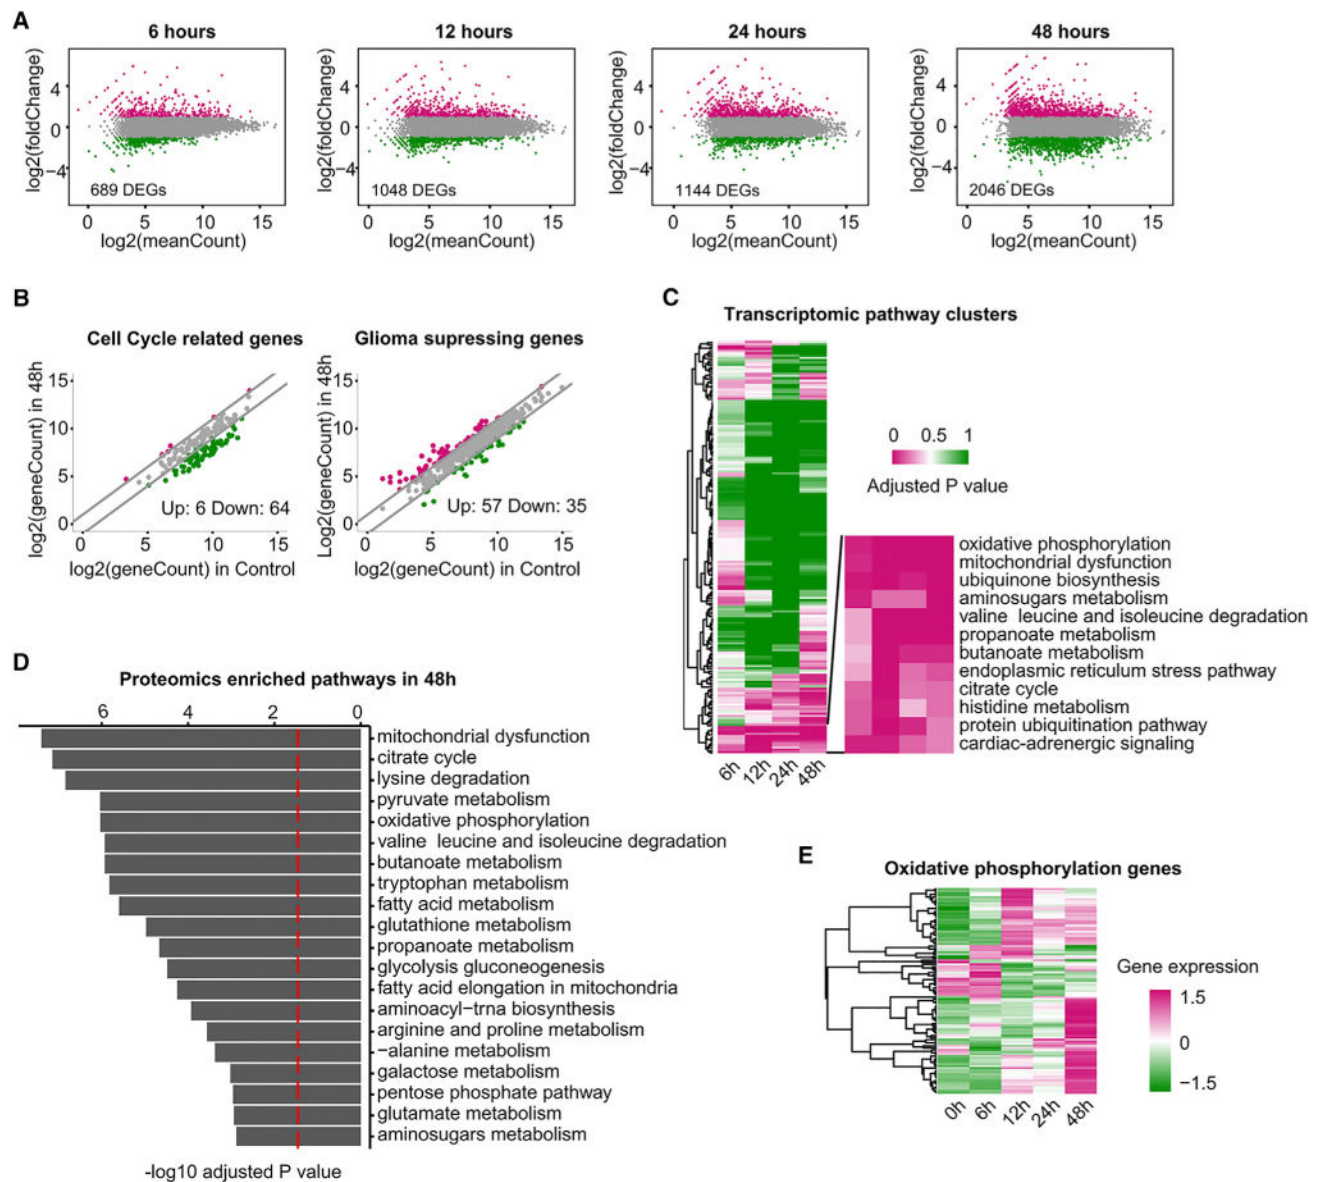 A
6 hours
12 hours
24 hours
48 hours
log2(foldChange)
4
0
−4
689 DEGs
0 5 10 15
log2(meanCount)
log2(foldChange)
4
0
−4
1048 DEGs
0 5 10 15
log2(meanCount)
log2(foldChange)
4
0
−4
1144 DEGs
0 5 10 15
log2(meanCount)
log2(foldChange)
4
0
−4
2046 DEGs
0 5 10 15
log2(meanCount)
B
Cell Cycle related genes
log2(geneCount) in 48h
15
10
5
0
Up: 6 Down: 64
0 5 10 15
log2(geneCount) in Control
Glioma supressing genes
Log2(geneCount) in 48h
15
10
5
0
Up: 57 Down: 35
0 5 10 15
log2(geneCount) in Control
C
Transcriptomic pathway clusters
0 0.5 1
Adjusted P value
oxidative phosphorylation
mitochondrial dysfunction
ubiquinone biosynthesis
aminosugars metabolism
valine leucine and isoleucine degradation
propanoate metabolism
butanoate metabolism
endoplasmic reticulum stress pathway
citrate cycle
histidine metabolism
protein ubiquitination pathway
cardiac-adrenergic signaling
6h 12h 24h 48h
D
Proteomics enriched pathways in 48h
6 4 2 0
mitochondrial dysfunction
citrate cycle
lysine degradation
pyruvate metabolism
oxidative phosphorylation
valine leucine and isoleucine degradation
butanoate metabolism
tryptophan metabolism
fatty acid metabolism
glutathione metabolism
propanoate metabolism
glycolysis gluconeogenesis
fatty acid elongation in mitochondria
aminoacyl−trna biosynthesis
arginine and proline metabolism
−alanine metabolism
galactose metabolism
pentose phosphate pathway
glutamate metabolism
aminosugars metabolism
-log10 adjusted P value
E
Oxidative phosphorylation genes
Gene expression
1.5
0
−1.5
0h 6h 12h 24h 48h